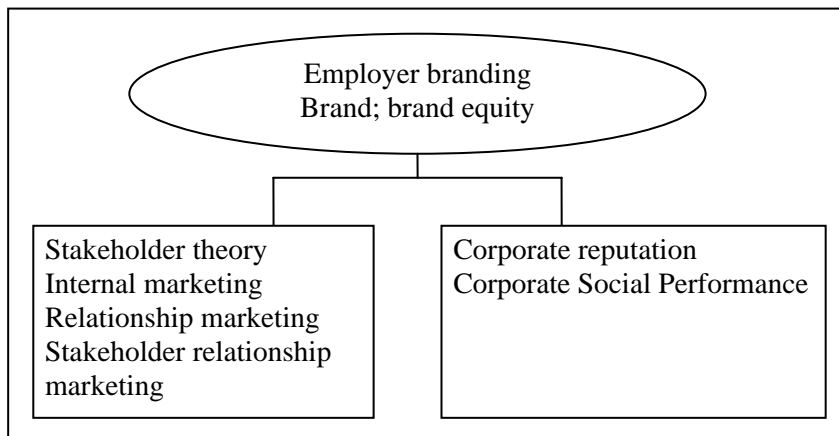 Employer branding
Brand; brand equity
Stakeholder theory
Internal marketing
Relationship marketing
Stakeholder relationship
marketing
Corporate reputation
Corporate Social Performance